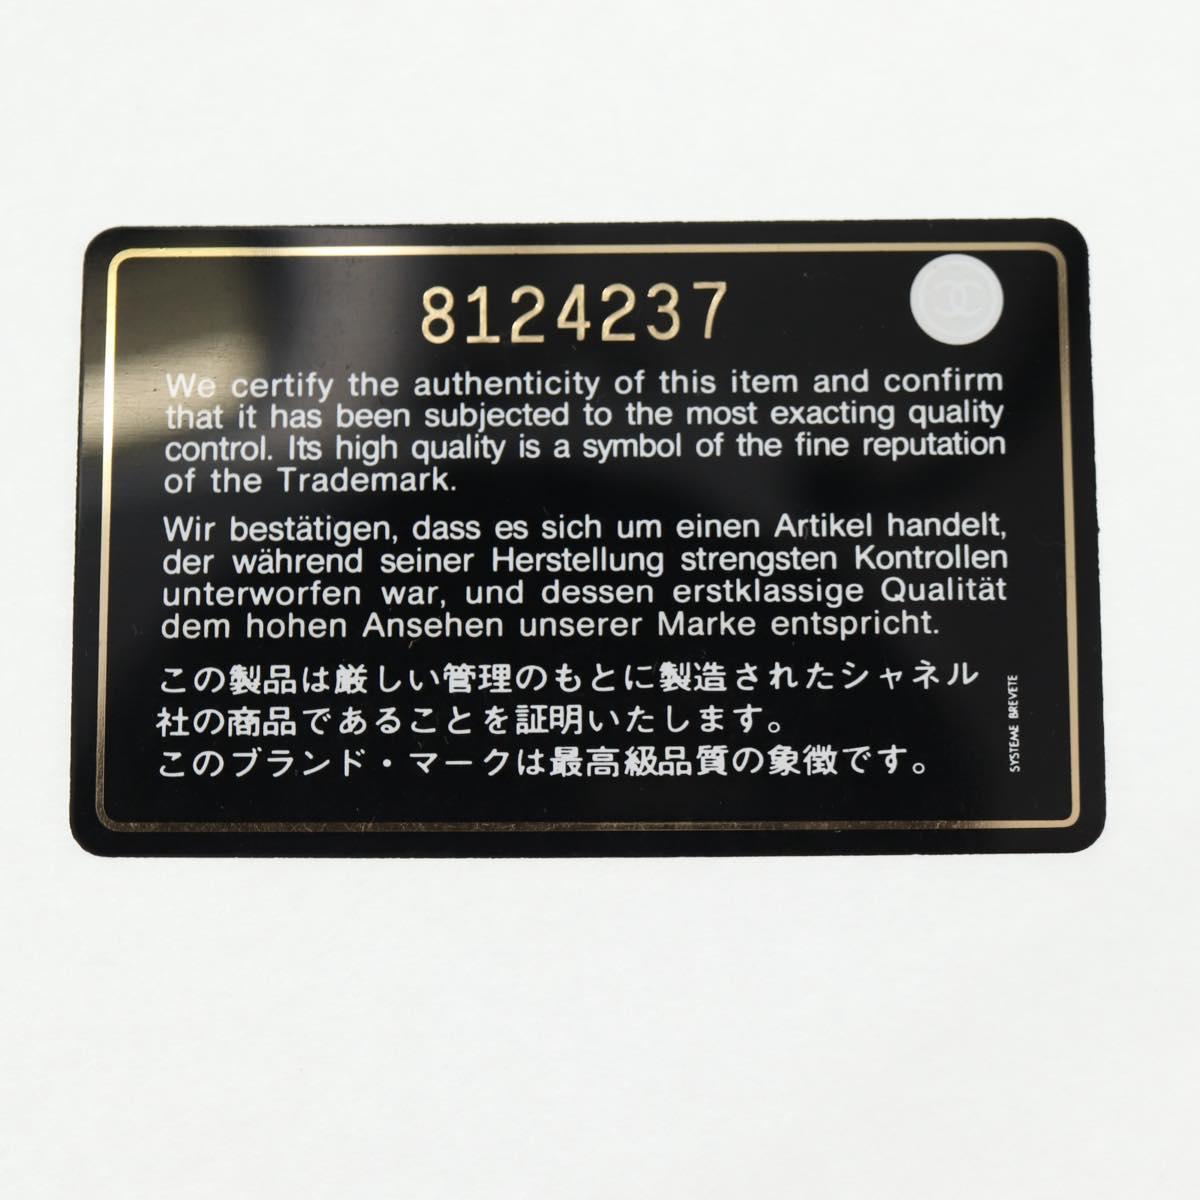 8124237
We certify the authenticity of this item and confirm
that it has been subjected to the most exacting quality
control. Its high quality is a symbol of the fine reputation
of the Trademark.
Wir bestätigen, dass es sich um einen Artikel handelt,
der während seiner Herstellung strengsten Kontrollen
unterworfen war, und dessen erstklassige Qualität
dem hohen Ansehen unserer Marke entspricht.
この製品は厳しい管理のもとに製造されたシャネル
社の商品であることを証明いたします。
このブランド・マークは最高級品質の象徴です。
SYSTEME BREVETE